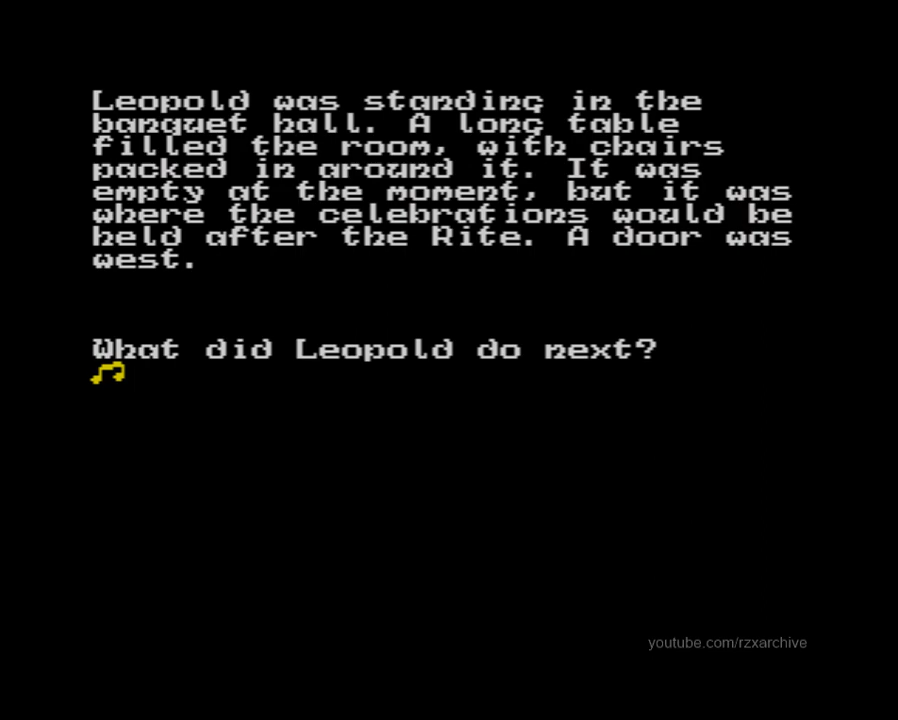 Leopold was standing in the
banquet hall. A long table
filled the room, with chairs
packed in around it. It was
empty at the moment, but it was
where the celebrations would be
held after the Rite. A door was
west.
What did Leopold do next?
youtube.com/rzxarchive